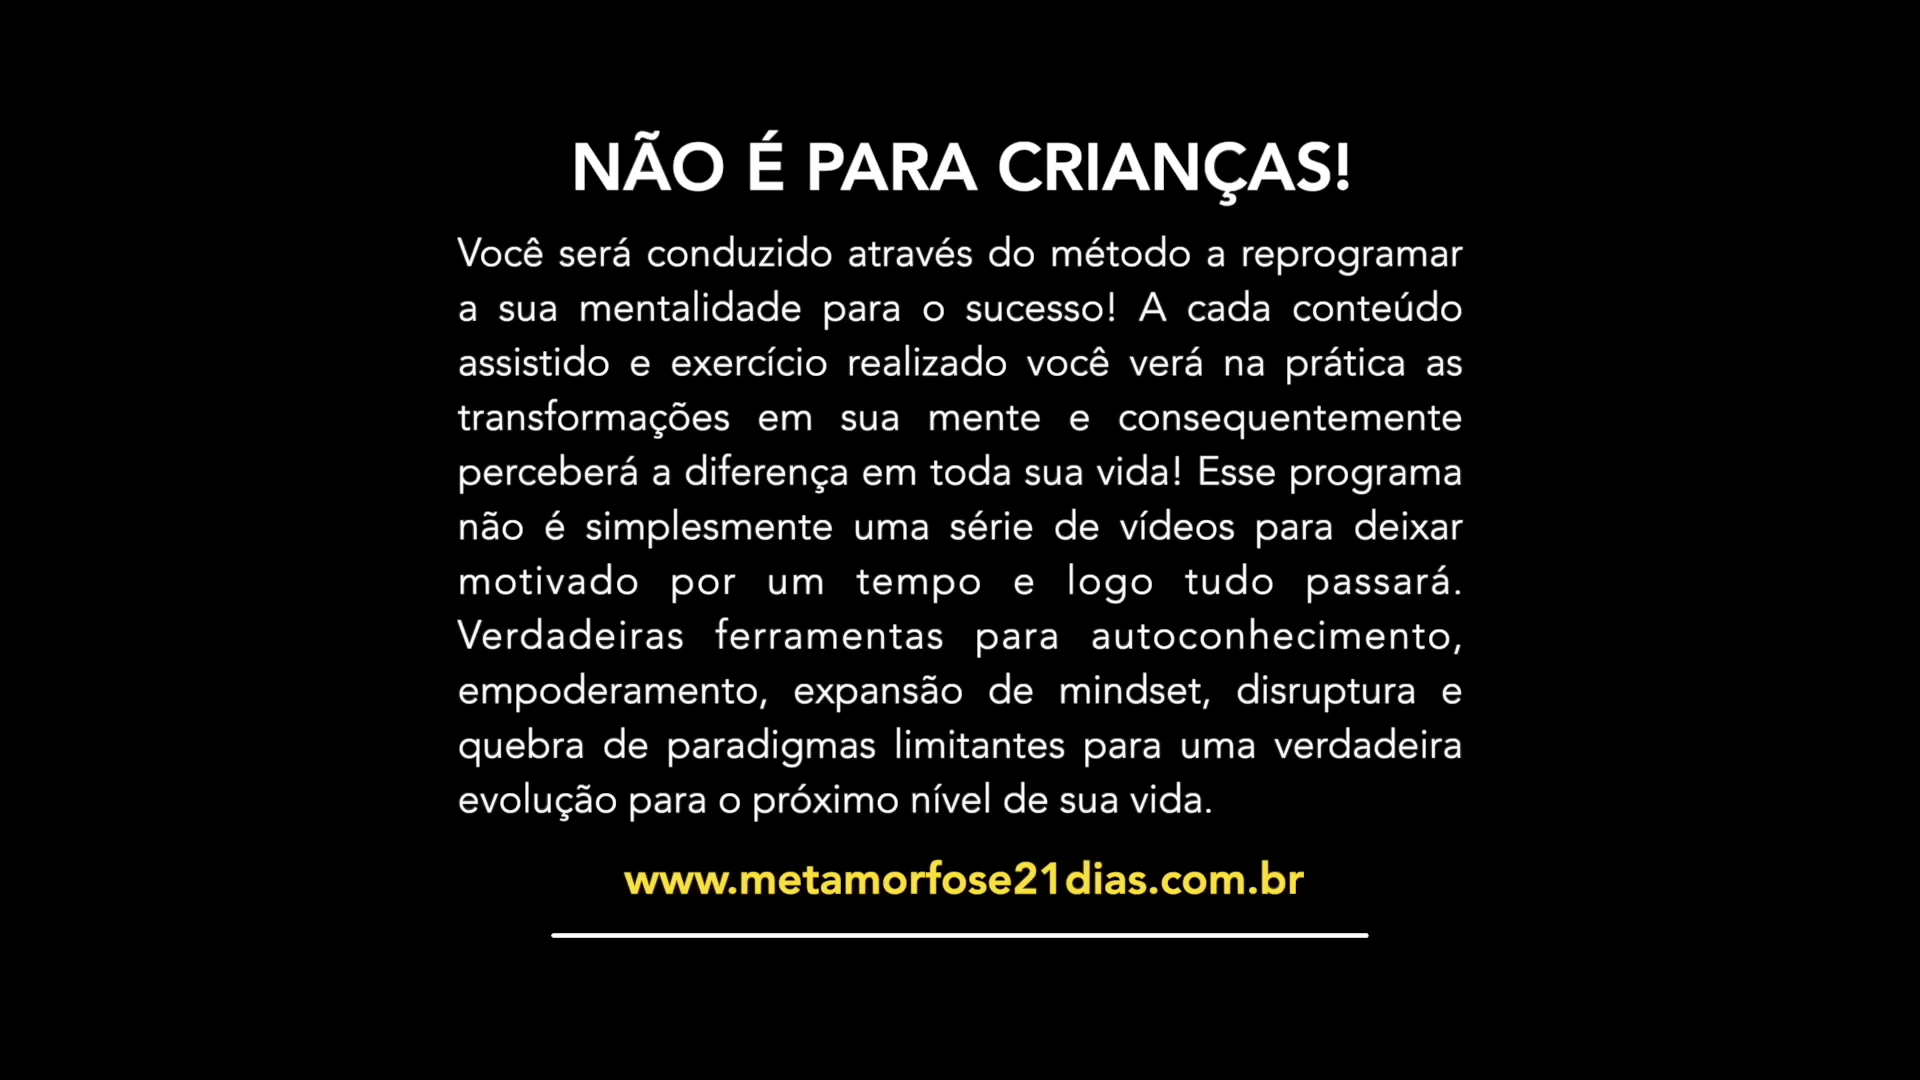 NÃO É PARA CRIANÇAS!
Você será conduzido através do método a reprogramar
a sua mentalidade para o sucesso! A cada conteúdo
assistido e exercício realizado você verá na prática as
transformações em sua mente e consequentemente
perceberá a diferença em toda sua vida! Esse programa
não é simplesmente uma série de vídeos para deixar
motivado por um tempo e logo tudo passará.
Verdadeiras ferramentas para autoconhecimento,
empoderamento, expansão de mindset, disruptura e
quebra de paradigmas limitantes para uma verdadeira
evolução para o próximo nível de sua vida.
www.metamorfose21dias.com.br